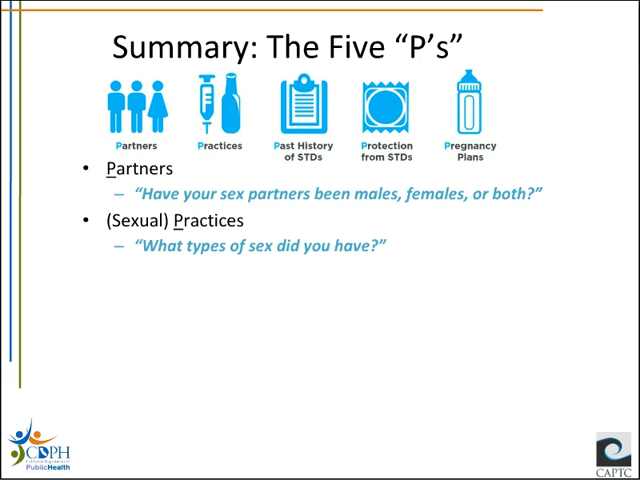 Summary: The Five “P’s”
Partners
Practices
Past History
of STDs
Protection
from STDs
Pregnancy
Plans
• Partners
– “Have your sex partners been males, females, or both?”
• (Sexual) Practices
– “What types of sex did you have?”
CDPH
PublicHealth
CAPTC